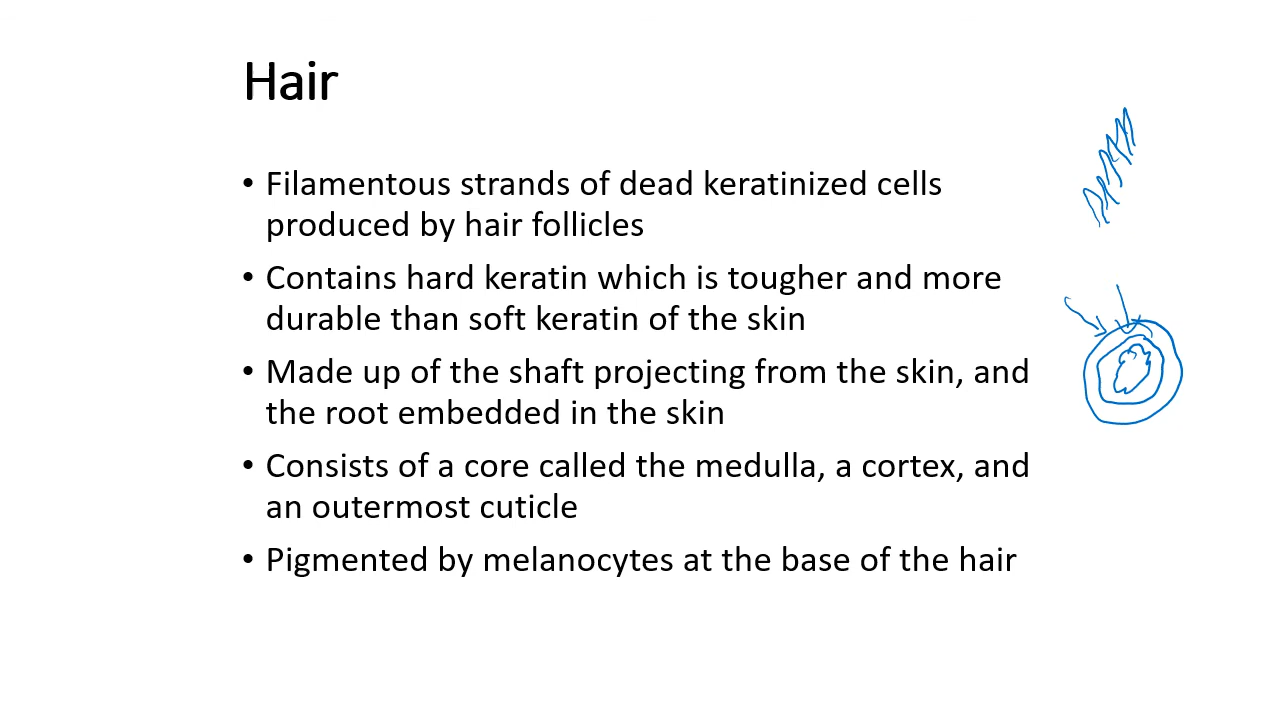 Hair
• Filamentous strands of dead keratinized cells
produced by hair follicles
• Contains hard keratin which is tougher and more
durable than soft keratin of the skin
• Made up of the shaft projecting from the skin, and
the root embedded in the skin
• Consists of a core called the medulla, a cortex, and
an outermost cuticle
• Pigmented by melanocytes at the base of the hair